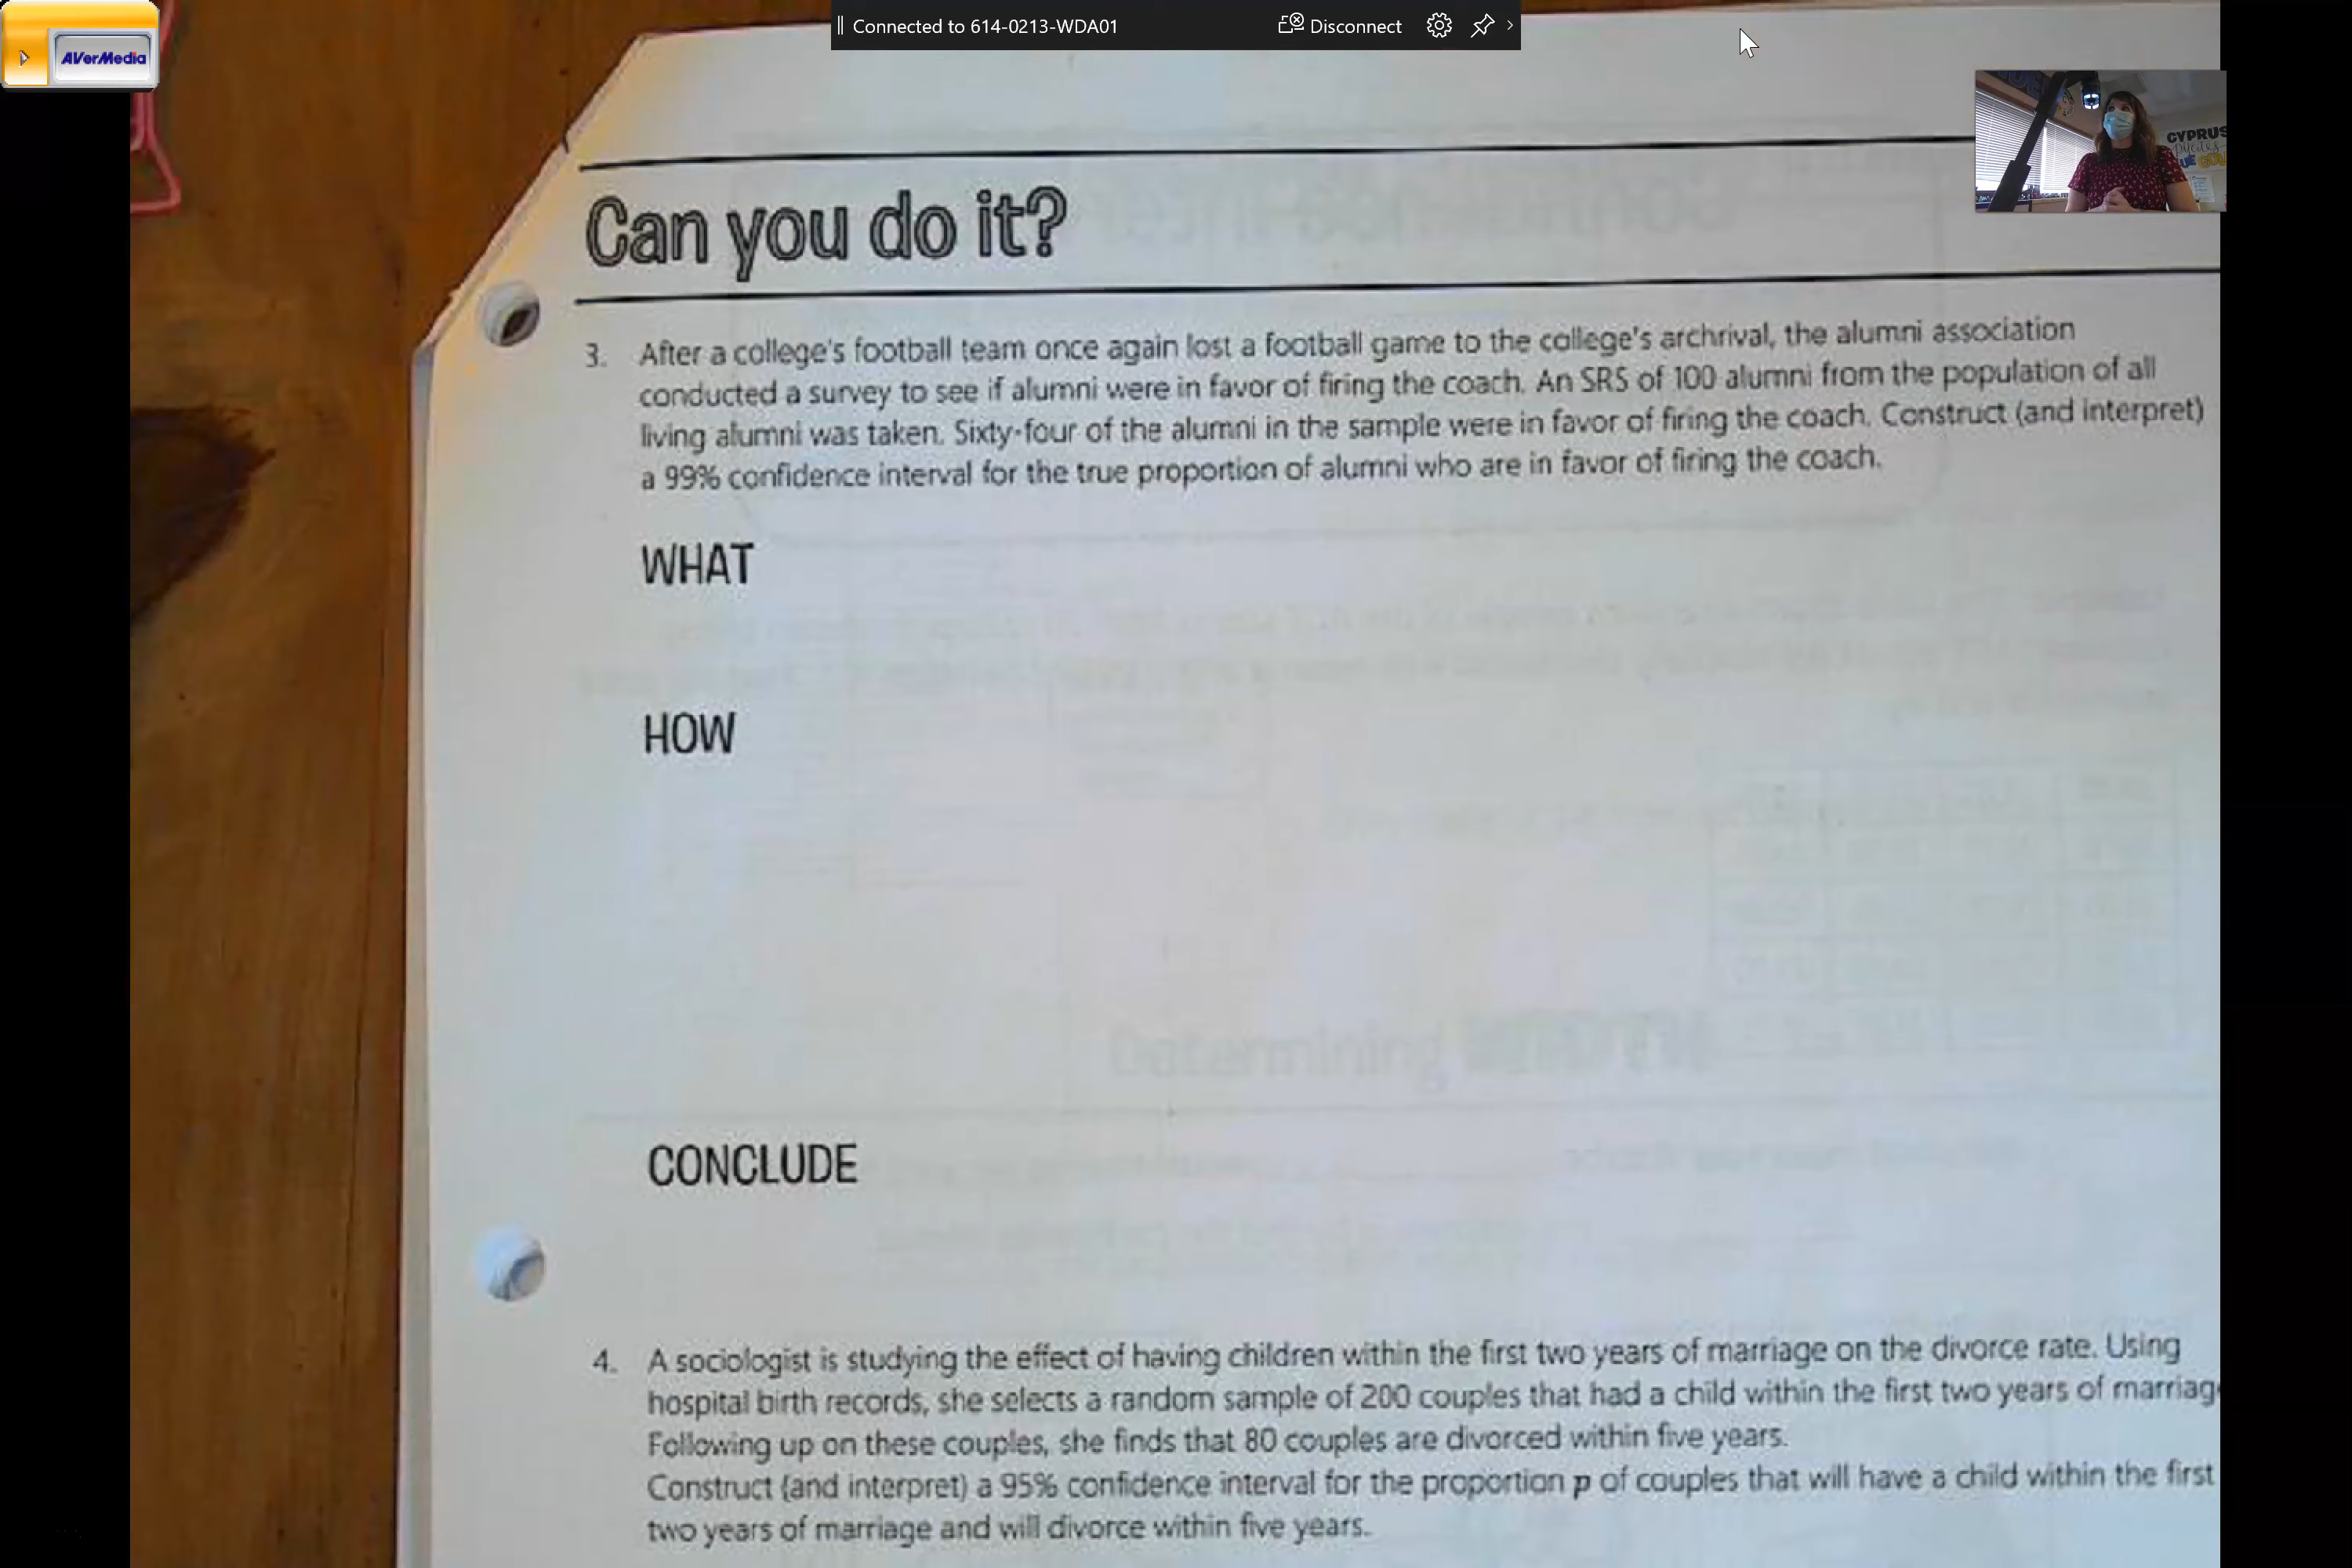 AVerMedia
Connected to 614-0213-WDA01
Disconnect
CYPRUS
Can you do it?
3. After a college's football team once again lost a football game to the college's archrival, the alumni association
conducted a survey to see if alumni were in favor of firing the coach. An SRS of 100 alumni from the population of all
living alumni was taken. Sixty-four of the alumni in the sample were in favor of firing the coach. Construct (and interpret)
a 99% confidence interval for the true proportion of alumni who are in favor of firing the coach.
WHAT
HOW
Determining
CONCLUDE
4. A sociologist is studying the effect of having children within the first two years of marriage on the divorce rate. Using
hospital birth records, she selects a random sample of 200 couples that had a child within the first two years of marriag
Following up on these couples, she finds that 80 couples are divorced within five years.
Construct (and interpret) a 95% confidence interval for the proportion p of couples that will have a child within the first
two years of marriage and will divorce within five years.